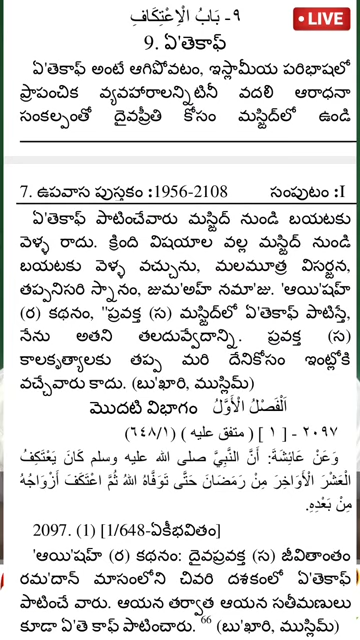 ٩- بَابُ الْاِعْتِكَافِ
LIVE
9. ఏ'తెకాఫ్
ఏ'తెకాఫ్ అంటే ఆగిపోవటం, ఇస్లామీయ పరిభాషలో
ప్రాపంచిక వ్యవహారాలన్నిటినీ వదలి ఆరాధనా
సంకల్పంతో దైవప్రీతి కోసం మస్జిద్‌లో ఉండి
7. ఉపవాస పుస్తకం :1956-2108 సంపుటం :I
ఏ'తెకాఫ్ పాటించేవారు మస్జిద్ నుండి బయటకు
వెళ్ళ రాదు. క్రింది విషయాల వల్ల మస్జిద్ నుండి
బయటకు వెళ్ళ వచ్చును, మలమూత్ర విసర్జన,
తప్పనిసరి స్నానం, జుమ'అహ్ నమా'జు. 'ఆయి'షహ్
(ర) కథనం, "ప్రవక్త (స) మస్జిద్‌లో ఏ'తెకాఫ్ పాటిస్తే,
నేను అతని తలదువ్వేదాన్ని. ప్రవక్త (స)
కాలకృత్యాలకు తప్ప మరి దేనికోసం ఇంట్లోకి
వచ్చేవారు కాదు. (బు'ఖారి, ముస్లిమ్)
మొదటి విభాగం اَلْفَصْلُ الْأَوَّلُ
٢٠٩٧ - [ ١ ] ( متفق عليه ) (١/٦٤٨)
وَعَنْ عَائِشَةَ: أَنَّ النَّبِيَّ صلى الله عليه وسلم كَانَ يَعْتَكِفُ
الْعَشْرَ الْأَوَاخِرَ مِنْ رَمَضَانَ حَتَّى تَوَفَّاهُ اللهُ ثُمَّ اعْتَكَفَ أَزْوَاجُهُ
مِنْ بَعْدِهِ.
2097. (1) [1/648-ఏకీభవితం]
'ఆయి'షహ్ (ర) కథనం: దైవప్రవక్త (స) జీవితాంతం
రమ'దాన్ మాసంలోని చివరి దశకంలో ఏ'తెకాఫ్
పాటించే వారు. ఆయన తర్వాత ఆయన సతీమణులు
కూడా ఏ'తె కాఫ్ పాటించారు. 66 (బు'ఖారి, ముస్లిమ్)